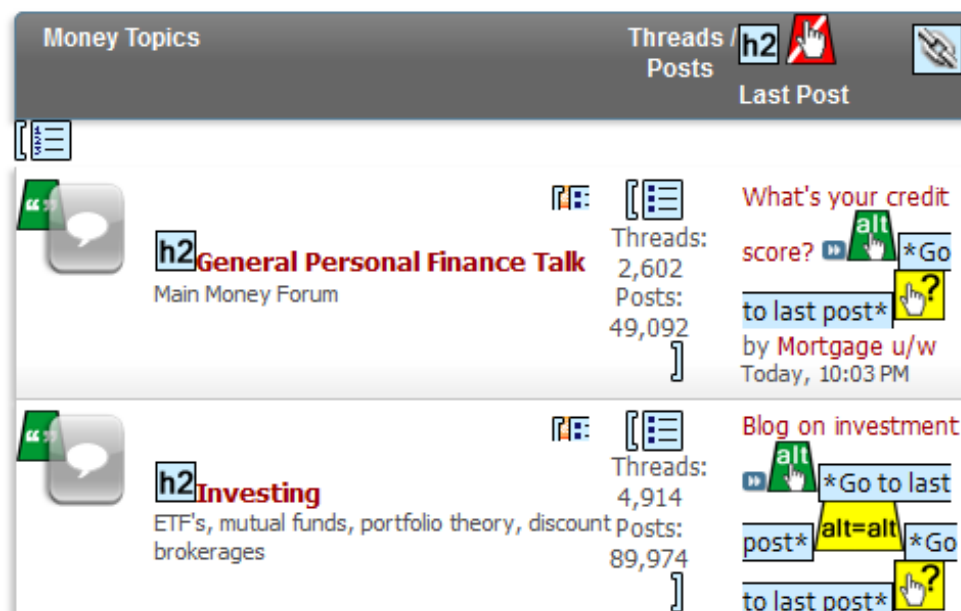 Money Topics
Threads /
Posts
h2
Last Post
h2 General Personal Finance Talk
Main Money Forum
Threads:
2,602
Posts:
49,092
What's your credit
score? alt *Go
to last post* ?
by Mortgage u/w
Today, 10:03 PM
h2 Investing
ETF's, mutual funds, portfolio theory, discount
brokerages
Threads:
4,914
Posts:
89,974
Blog on investment
alt *Go to last
post* alt=alt *Go
to last post* ?